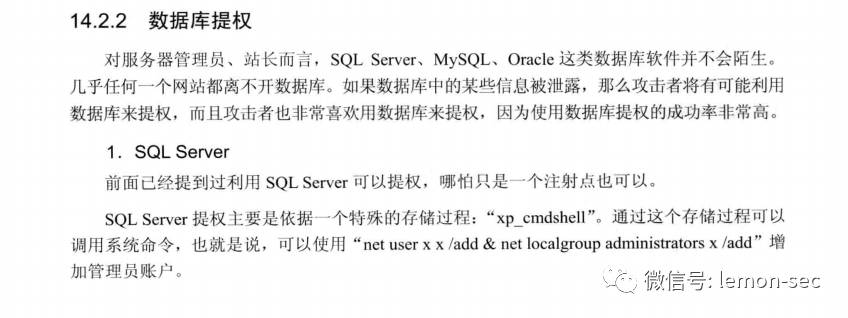 14.2.2 数据库提权
对服务器管理员、站长而言，SQL Server、MySQL、Oracle 这类数据库软件并不会陌生。
几乎任何一个网站都离不开数据库。如果数据库中的某些信息被泄露，那么攻击者将有可能利用
数据库来提权，而且攻击者也非常喜欢用数据库来提权，因为使用数据库提权的成功率非常高。
1．SQL Server
前面已经提到过利用 SQL Server 可以提权，哪怕只是一个注射点也可以。
SQL Server 提权主要是依据一个特殊的存储过程：“xp_cmdshell”。通过这个存储过程可以
调用系统命令，也就是说，可以使用“net user x x /add & net localgroup administrators x /add”增
加管理员账户。
微信号: lemon-sec